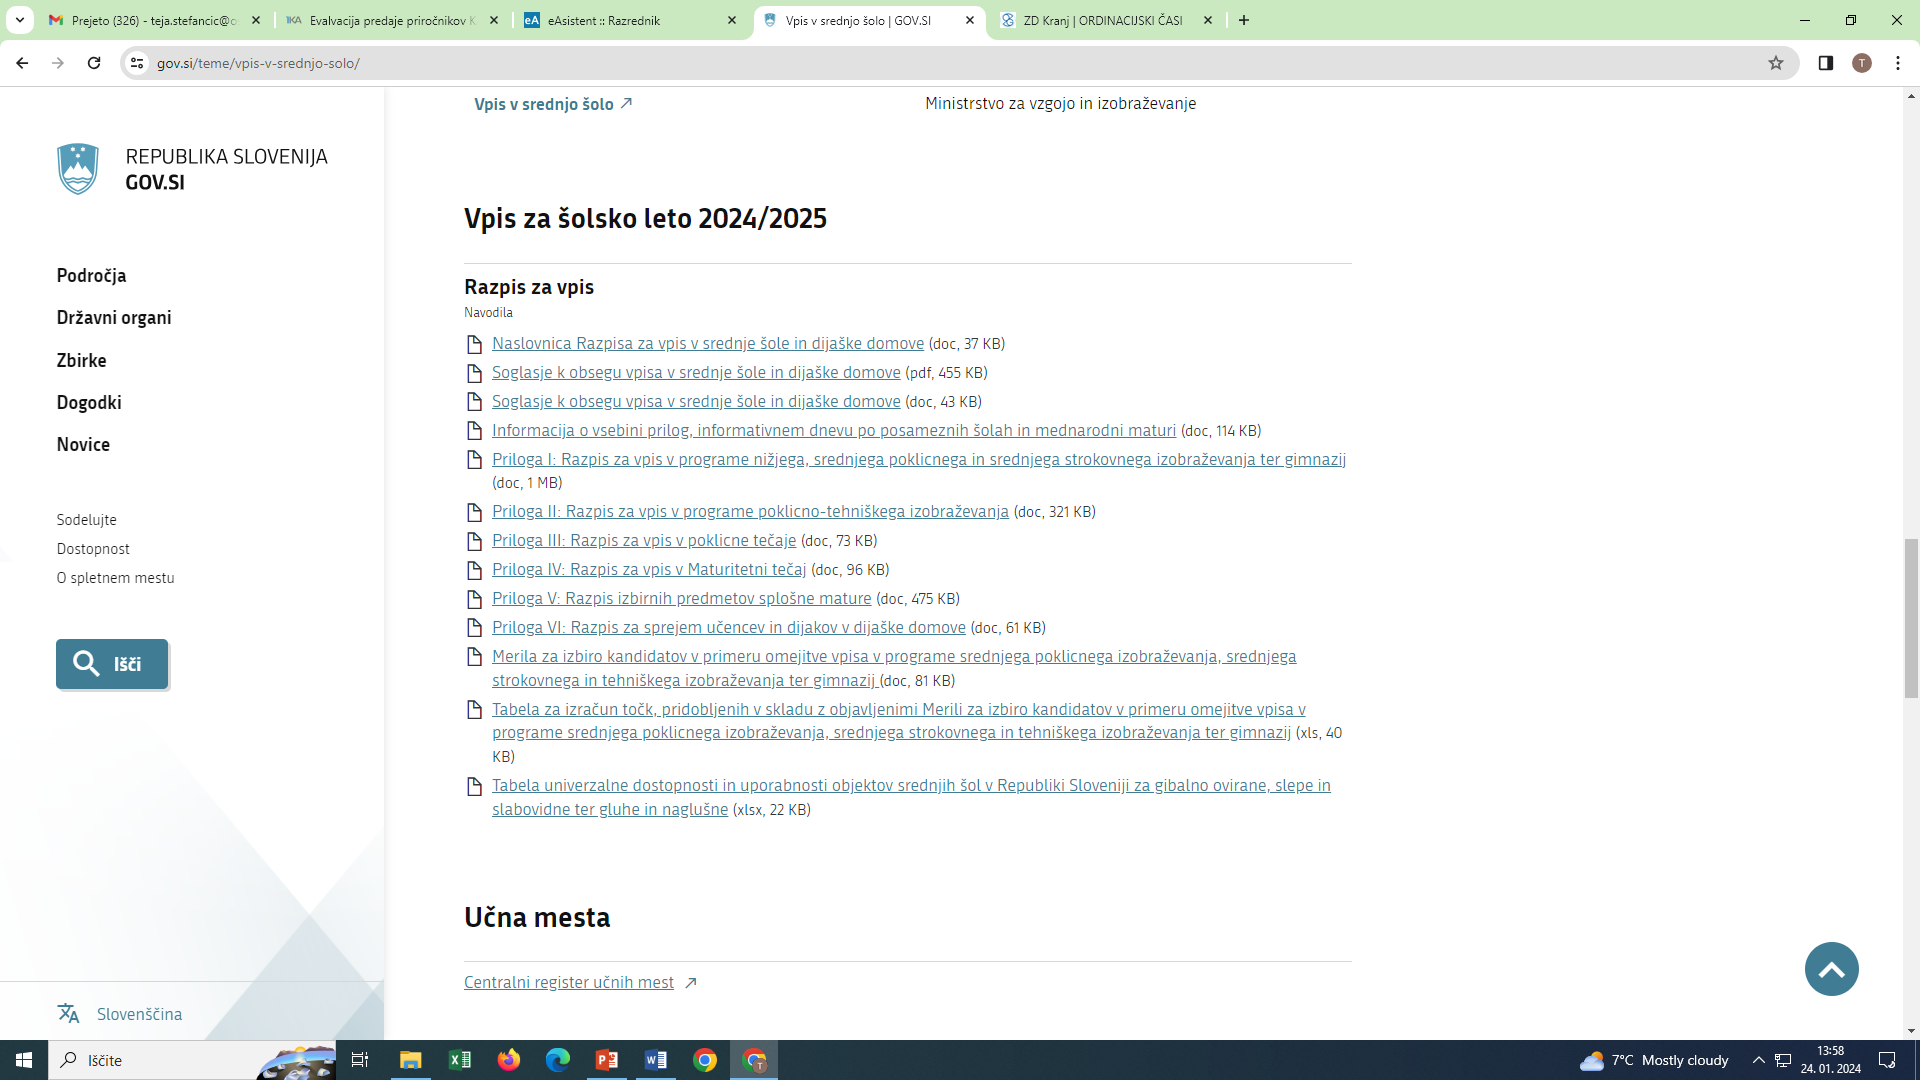 Prejeto (326) - teja.stefancic@o
1KA
Evalvacija predaje priročnikov K
eA
eAsistent :: Razrednik
Vpis v srednjo šolo | GOV.SI
ZD Kranj | ORDINACIJSKI ČASI
gov.si/teme/vpis-v-srednjo-solo/
T
REPUBLIKA SLOVENIJA
GOV.SI
Področja
Državni organi
Zbirke
Dogodki
Novice
Sodelujte
Dostopnost
O spletnem mestu
Išči
Slovenščina
Vpis v srednjo šolo
Ministrstvo za vzgojo in izobraževanje
Vpis za šolsko leto 2024/2025
Razpis za vpis
Navodila
Naslovnica Razpisa za vpis v srednje šole in dijaške domove (doc, 37 KB)
Soglasje k obsegu vpisa v srednje šole in dijaške domove (pdf, 455 KB)
Soglasje k obsegu vpisa v srednje šole in dijaške domove (doc, 43 KB)
Informacija o vsebini prilog, informativnem dnevu po posameznih šolah in mednarodni maturi (doc, 114 KB)
Priloga I: Razpis za vpis v programe nižjega, srednjega poklicnega in srednjega strokovnega izobraževanja ter gimnazij
(doc, 1 MB)
Priloga II: Razpis za vpis v programe poklicno-tehniškega izobraževanja (doc, 321 KB)
Priloga III: Razpis za vpis v poklicne tečaje (doc, 73 KB)
Priloga IV: Razpis za vpis v Maturitetni tečaj (doc, 96 KB)
Priloga V: Razpis izbirnih predmetov splošne mature (doc, 475 KB)
Priloga VI: Razpis za sprejem učencev in dijakov v dijaške domove (doc, 61 KB)
Merila za izbiro kandidatov v primeru omejitve vpisa v programe srednjega poklicnega izobraževanja, srednjega
strokovnega in tehniškega izobraževanja ter gimnazij (doc, 81 KB)
Tabela za izračun točk, pridobljenih v skladu z objavljenimi Merili za izbiro kandidatov v primeru omejitve vpisa v
programe srednjega poklicnega izobraževanja, srednjega strokovnega in tehniškega izobraževanja ter gimnazij (xls, 40
KB)
Tabela univerzalne dostopnosti in uporabnosti objektov srednjih šol v Republiki Sloveniji za gibalno ovirane, slepe in
slabovidne ter gluhe in naglušne (xlsx, 22 KB)
Učna mesta
Centralni register učnih mest
Iščite
7°C Mostly cloudy
13:58
24. 01. 2024